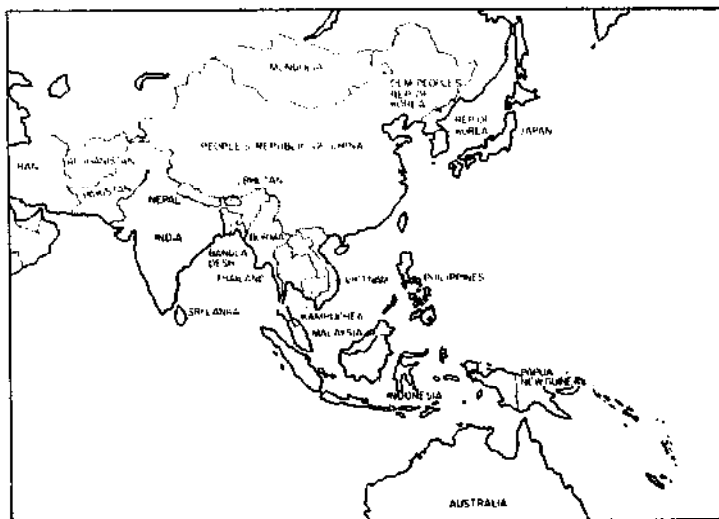 MONGOLIA
DEM PEOPLE'S
REP OF
KOREA
REP OF
KOREA
JAPAN
PEOPLE'S REPUBLIC OF CHINA
IRAN
AFGHANISTAN
PAKISTAN
BHUTAN
NEPAL
INDIA
BURMA
BANGLA
DESH
THAILAND
VIETNAM
PHILIPPINES
SRI LANKA
KAMPUCHEA
MALAYSIA
PAPUA
NEW GUINEA
INDONESIA
AUSTRALIA